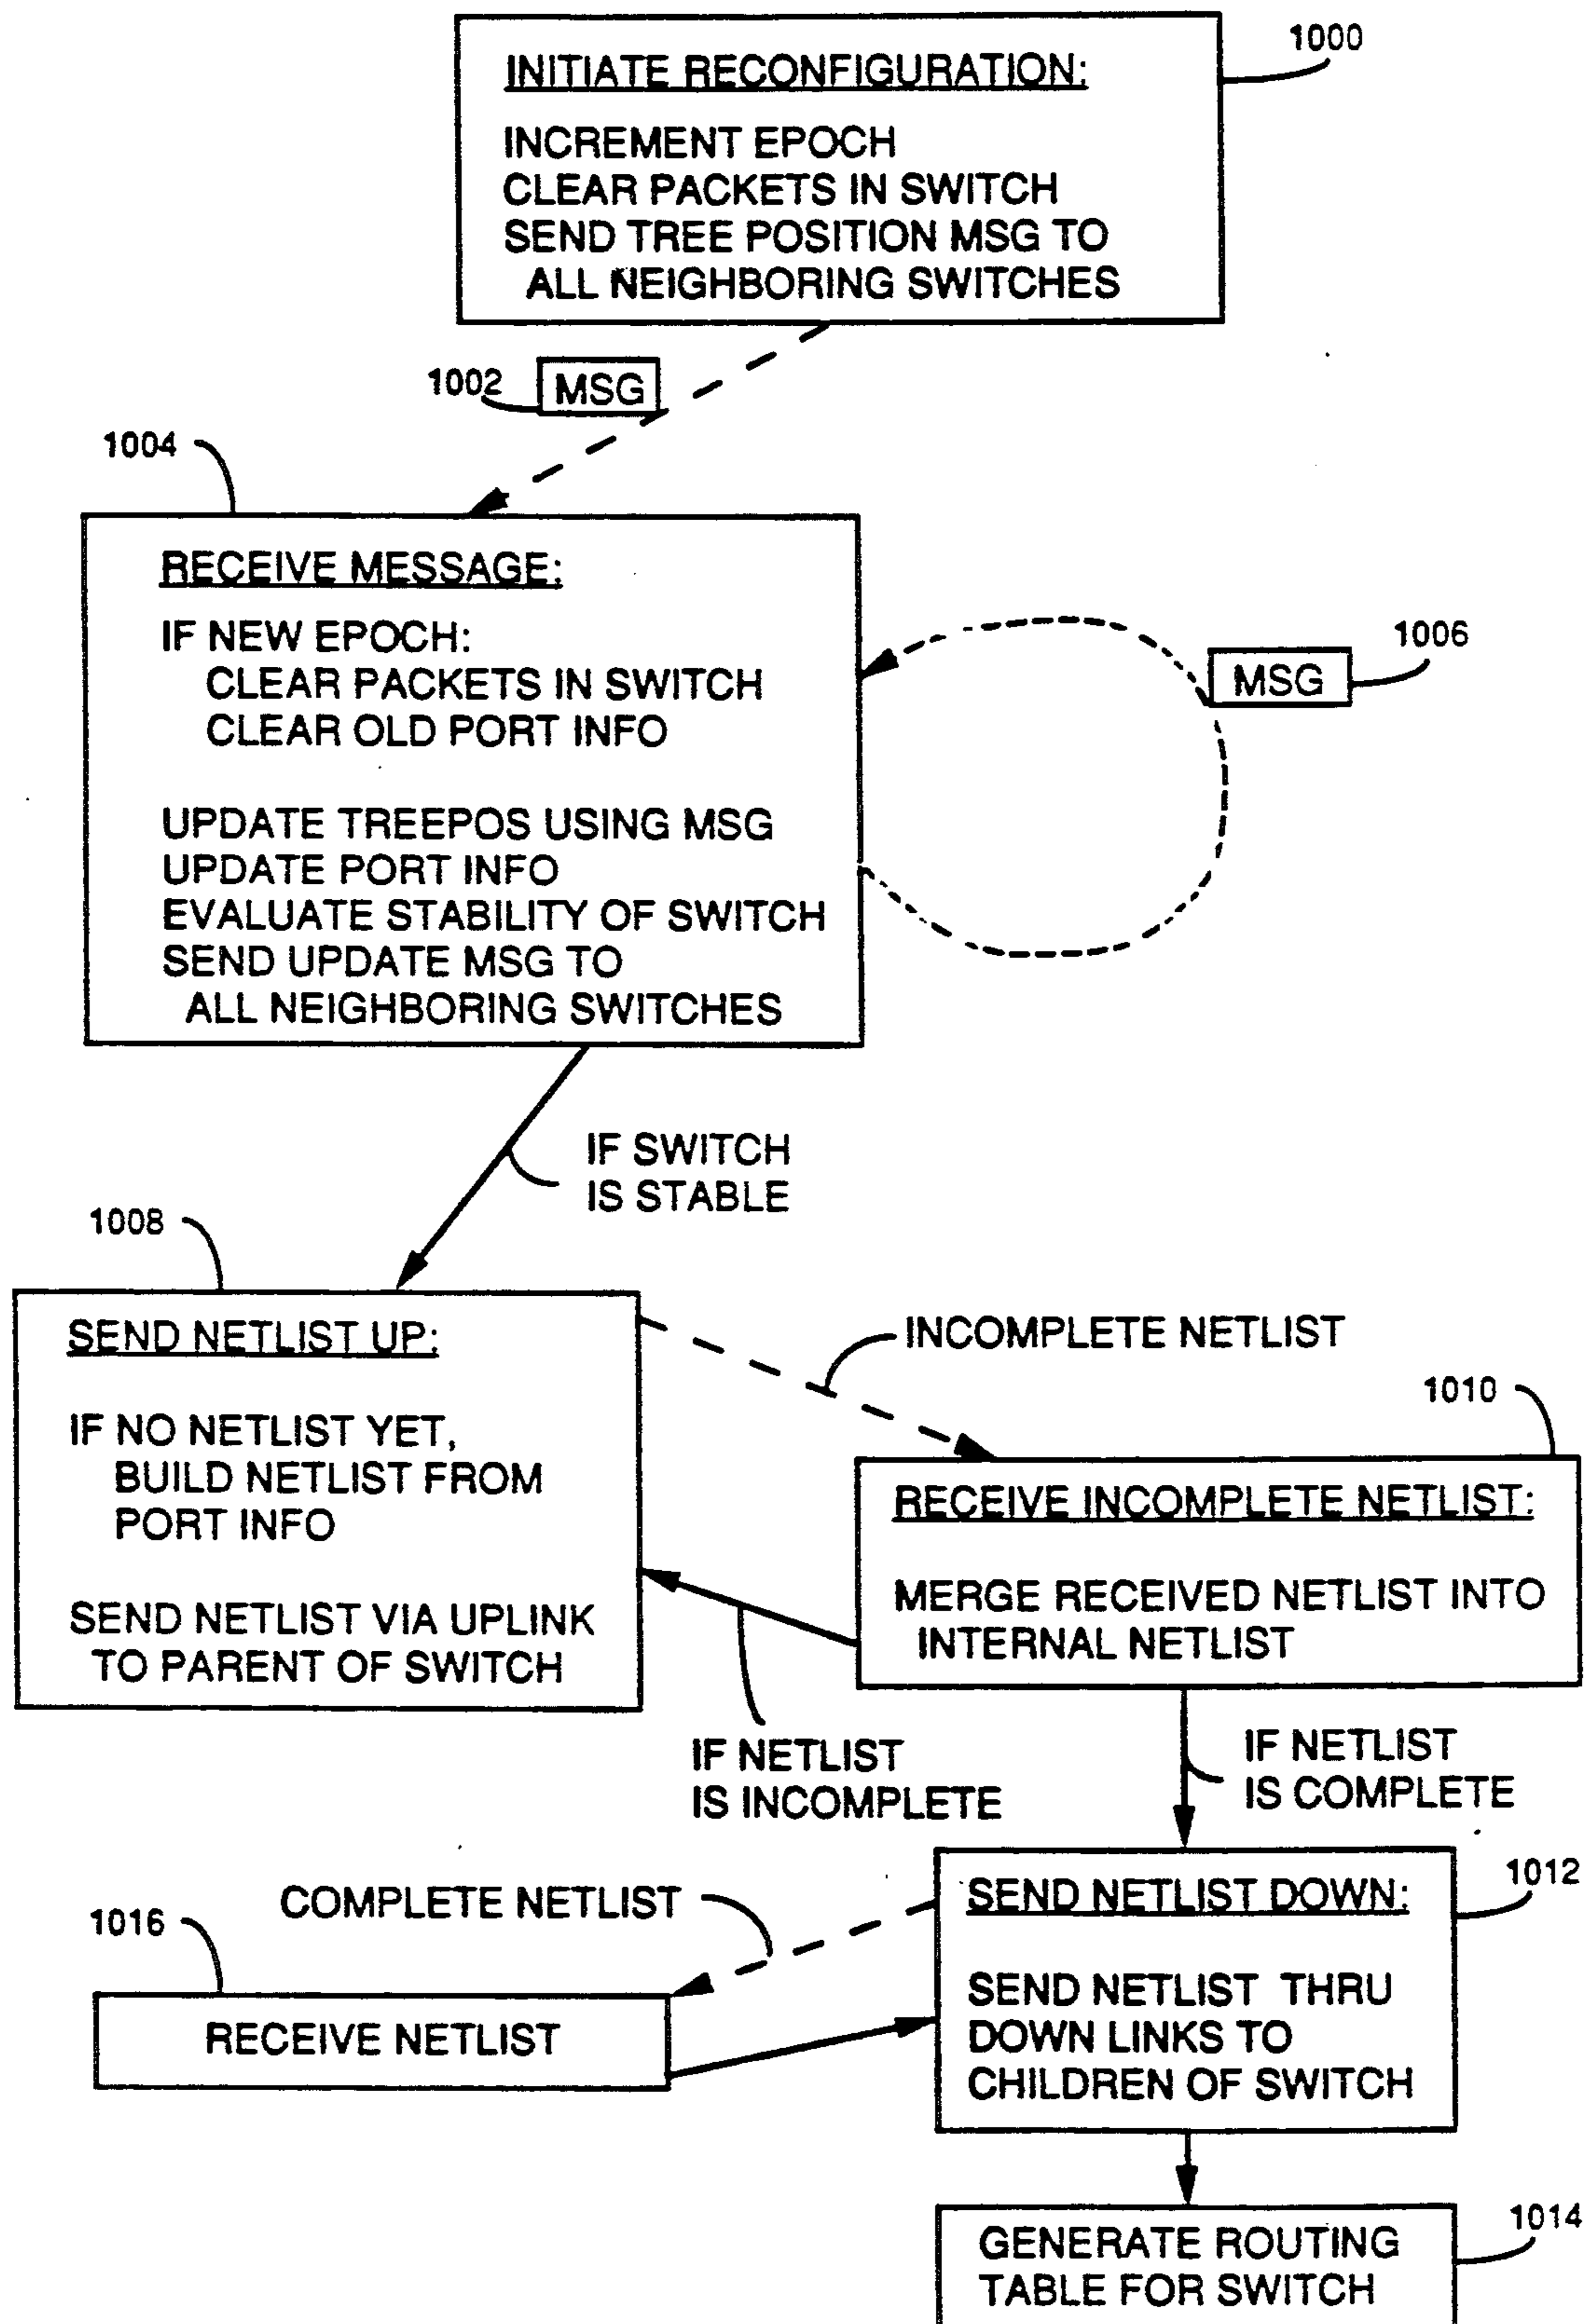 1000
INITIATE RECONFIGURATION:
INCREMENT EPOCH
CLEAR PACKETS IN SWITCH
SEND TREE POSITION MSG TO
ALL NEIGHBORING SWITCHES
1002
MSG
1004
RECEIVE MESSAGE:
IF NEW EPOCH:
CLEAR PACKETS IN SWITCH
CLEAR OLD PORT INFO
UPDATE TREEPOS USING MSG
UPDATE PORT INFO
EVALUATE STABILITY OF SWITCH
SEND UPDATE MSG TO
ALL NEIGHBORING SWITCHES
1006
MSG
IF SWITCH
IS STABLE
1008
SEND NETLIST UP:
IF NO NETLIST YET,
BUILD NETLIST FROM
PORT INFO
SEND NETLIST VIA UPLINK
TO PARENT OF SWITCH
INCOMPLETE NETLIST
1010
RECEIVE INCOMPLETE NETLIST:
MERGE RECEIVED NETLIST INTO
INTERNAL NETLIST
IF NETLIST
IS INCOMPLETE
IF NETLIST
IS COMPLETE
1012
SEND NETLIST DOWN:
SEND NETLIST THRU
DOWN LINKS TO
CHILDREN OF SWITCH
COMPLETE NETLIST
1016
RECEIVE NETLIST
1014
GENERATE ROUTING
TABLE FOR SWITCH